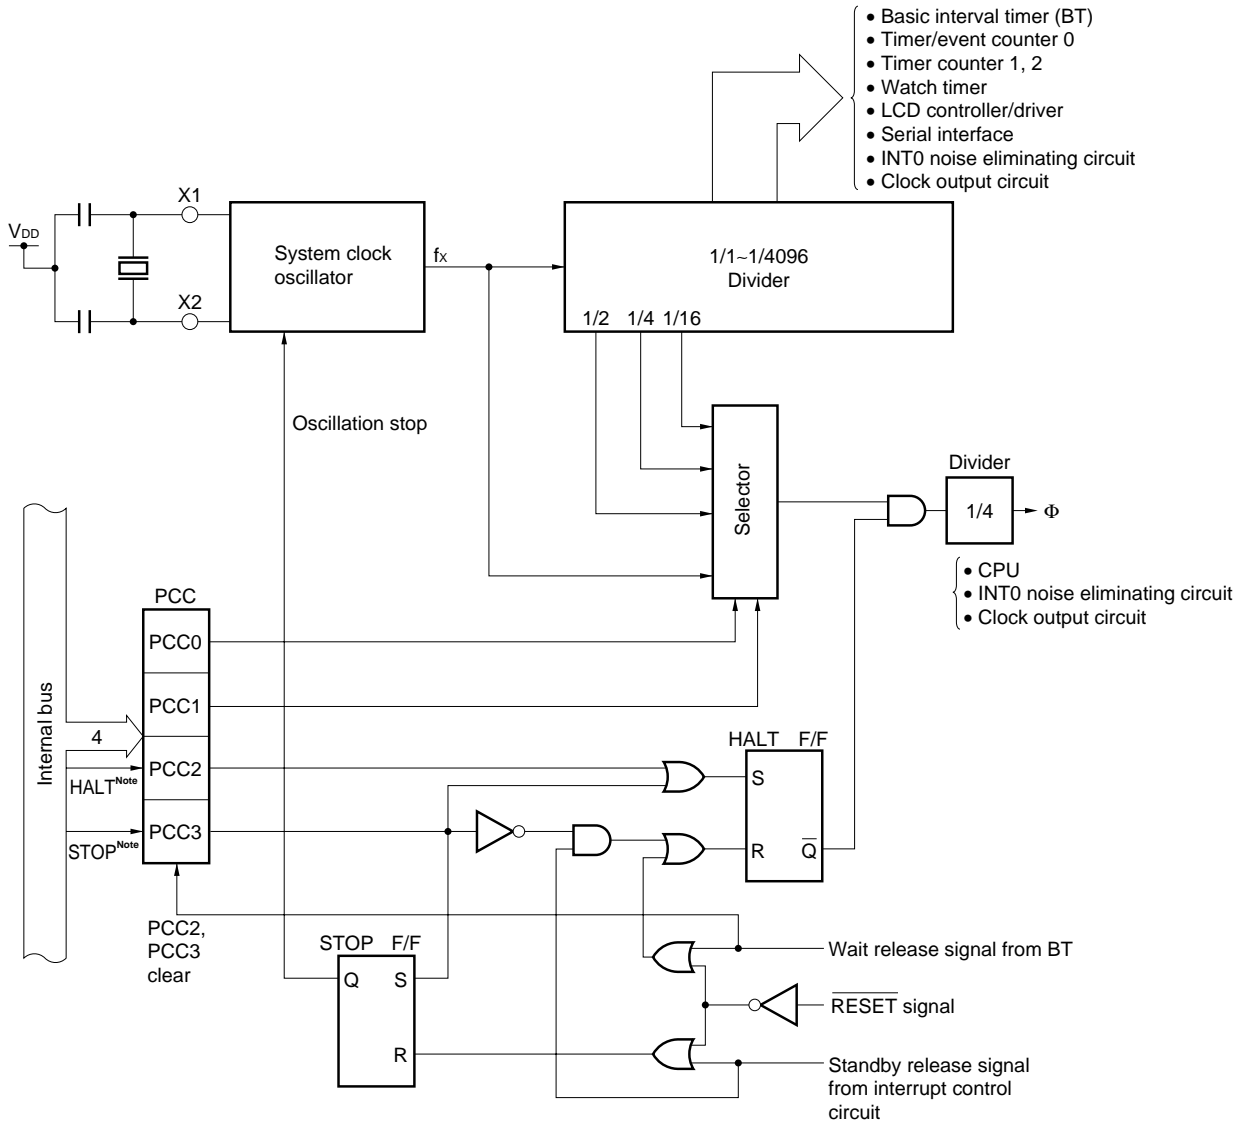 • Basic interval timer (BT)
• Timer/event counter 0
• Timer counter 1, 2
• Watch timer
• LCD controller/driver
• Serial interface
• INT0 noise eliminating circuit
• Clock output circuit
X1
VDD
System clock
oscillator
fX
1/1~1/4096
Divider
X2
1/2 1/4 1/16
Oscillation stop
Selector
Divider
1/4
Φ
• CPU
• INT0 noise eliminating circuit
• Clock output circuit
PCC
PCC0
PCC1
PCC2
PCC3
Internal bus
4
HALT Note
STOP Note
HALT F/F
S
R
Q̅
PCC2,
PCC3
clear
STOP F/F
Q
S
R
Wait release signal from BT
R̅E̅S̅E̅T̅ signal
Standby release signal
from interrupt control
circuit